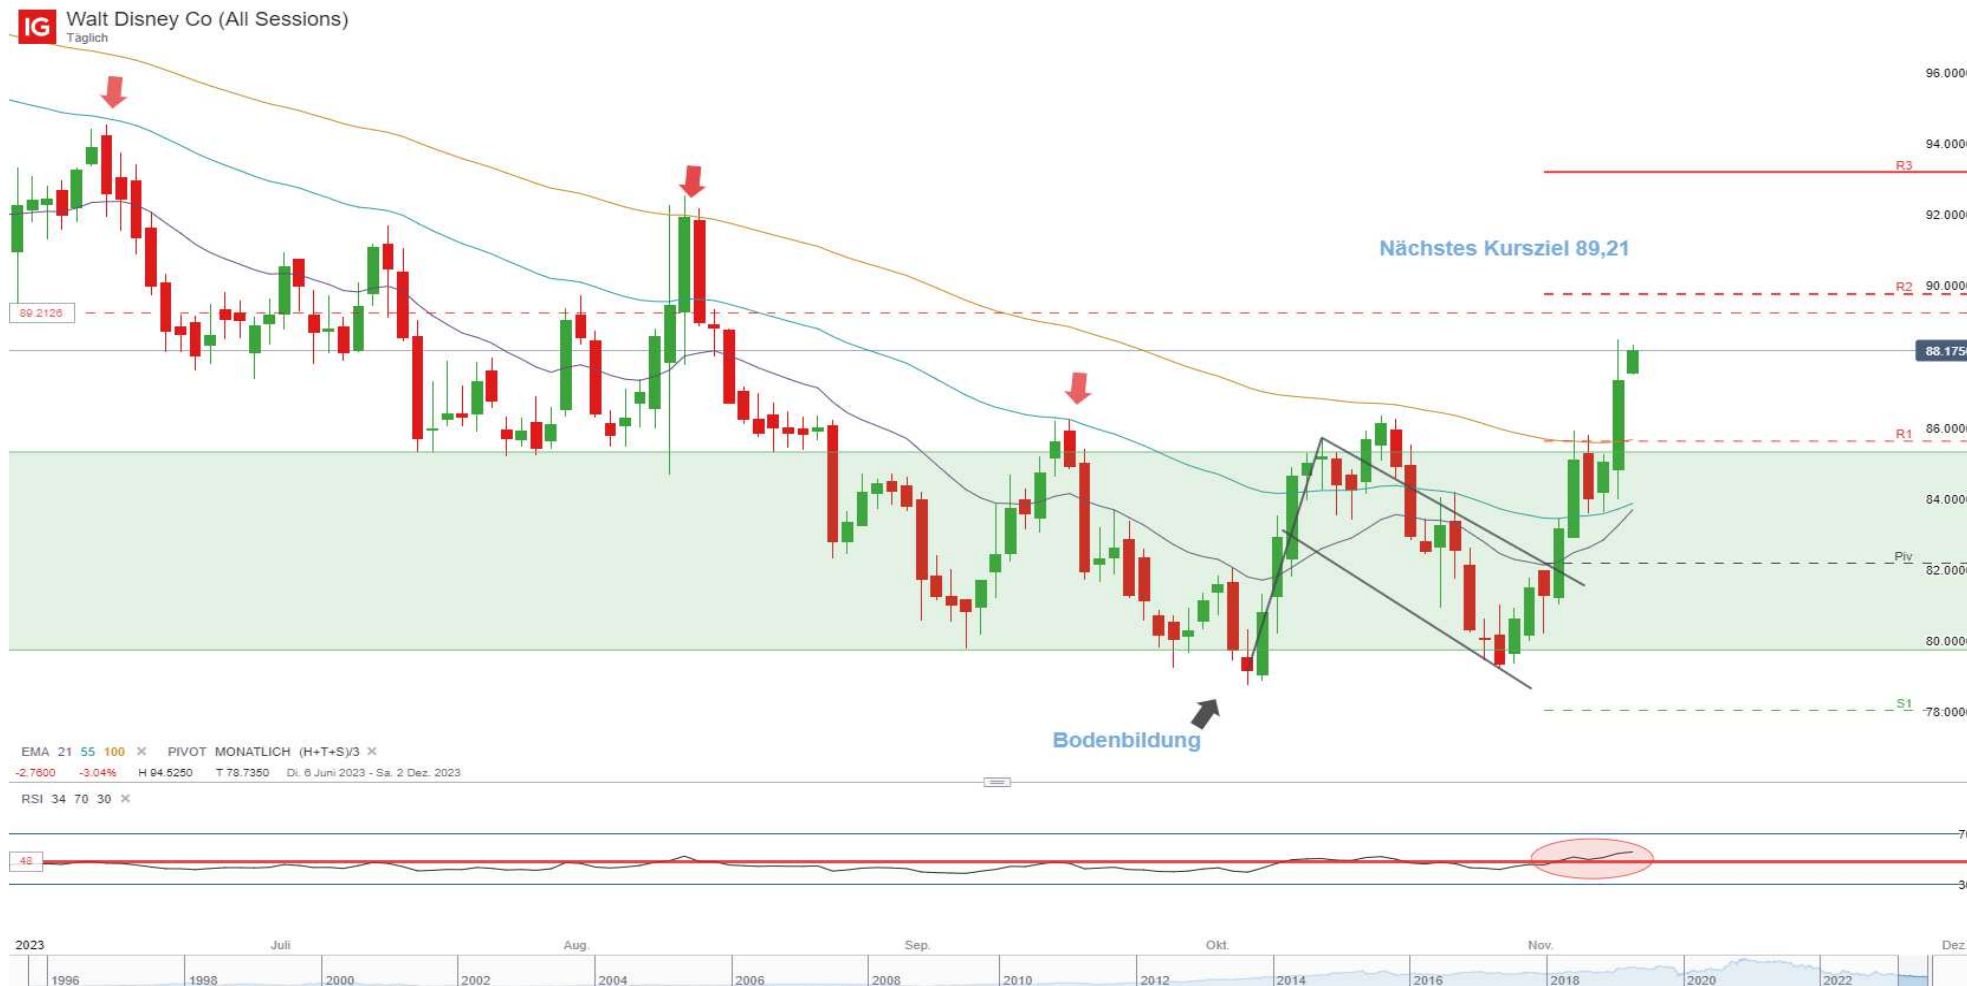 IG Walt Disney Co (All Sessions)
Täglich
96.0000
94.0000
R3
92.0000
Nächstes Kursziel 89,21
R2 90.0000
89.2126
88.1750
86.0000
R1
84.0000
Piv
82.0000
80.0000
S1
78.0000
Bodenbildung
EMA 21 55 100 × PIVOT MONATLICH (H+T+S)/3 ×
-2.7600 -3.04% H 94.5250 T 78.7350 Di. 6 Juni 2023 - Sa. 2 Dez. 2023
RSI 34 70 30 ×
70
48
30
2023 Juli Aug. Sep. Okt. Nov. Dez.
1996 1998 2000 2002 2004 2006 2008 2010 2012 2014 2016 2018 2020 2022